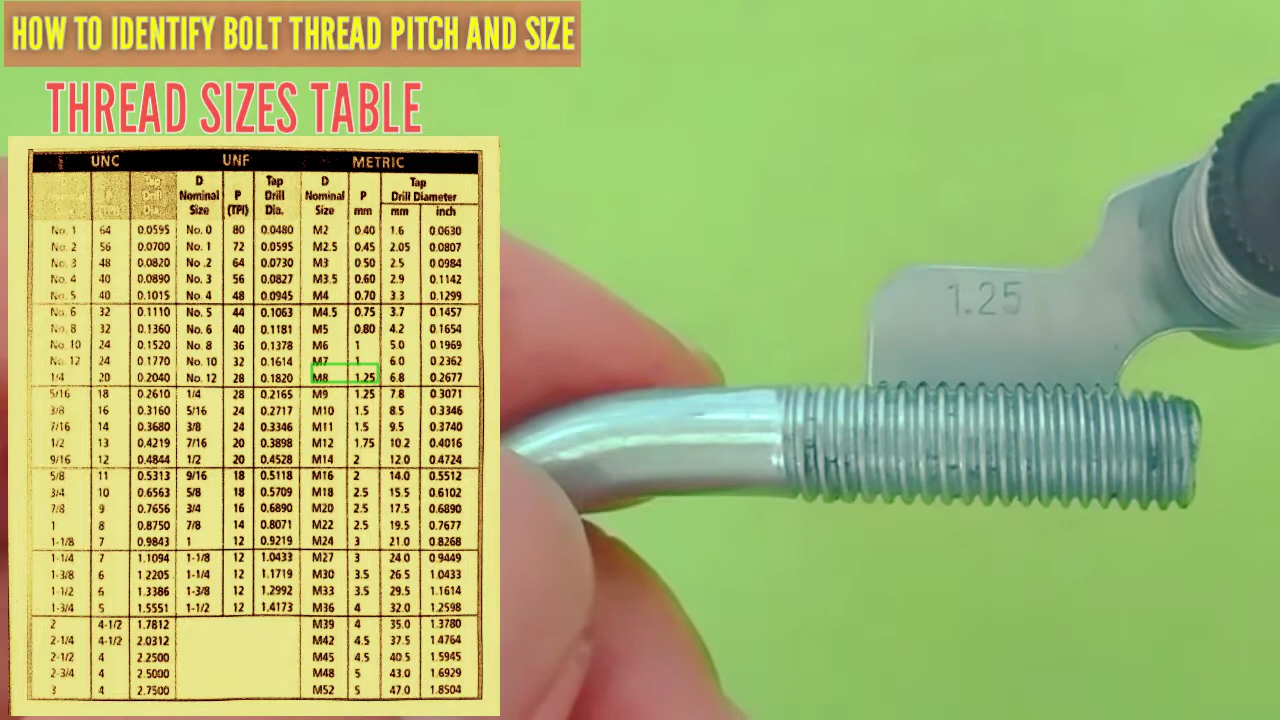 HOW TO IDENTIFY BOLT THREAD PITCH AND SIZE
THREAD SIZES TABLE
UNC UNF METRIC
D P Tap Drill Dia. D Nominal Size P (TPI) Tap Drill Dia. D Nominal Size P mm Tap Drill Diameter mm inch
No. 1 64 0.0595 No. 0 80 0.0480 M2 0.40 1.6 0.0630
No. 2 56 0.0700 No. 1 72 0.0595 M2.5 0.45 2.05 0.0807
No. 3 48 0.0820 No .2 64 0.0730 M3 0.50 2.5 0.0984
No. 4 40 0.0890 No. 3 56 0.0827 M3.5 0.60 2.9 0.1142
No. 5 40 0.1015 No. 4 48 0.0945 M4 0.70 3.3 0.1299
No. 6 32 0.1110 No. 5 44 0.1063 M4.5 0.75 3.7 0.1457
No. 8 32 0.1360 No. 6 40 0.1181 M5 0.80 4.2 0.1654
No. 10 24 0.1520 No. 8 36 0.1378 M6 1 5.0 0.1969
No. 12 24 0.1770 No. 10 32 0.1614 M7 1 6.0 0.2362
1/4 20 0.2040 No. 12 28 0.1820 M8 1.25 6.8 0.2677
5/16 18 0.2610 1/4 28 0.2165 M9 1.25 7.8 0.3071
3/8 16 0.3160 5/16 24 0.2717 M10 1.5 8.5 0.3346
7/16 14 0.3680 3/8 24 0.3346 M11 1.5 9.5 0.3740
1/2 13 0.4219 7/16 20 0.3898 M12 1.75 10.2 0.4016
9/16 12 0.4844 1/2 20 0.4528 M14 2 12.0 0.4724
5/8 11 0.5313 9/16 18 0.5118 M16 2 14.0 0.5512
3/4 10 0.6563 5/8 18 0.5709 M18 2.5 15.5 0.6102
7/8 9 0.7656 3/4 16 0.6890 M20 2.5 17.5 0.6890
1 8 0.8750 7/8 14 0.8071 M22 2.5 19.5 0.7677
1-1/8 7 0.9843 1 12 0.9219 M24 3 21.0 0.8268
1-1/4 7 1.1094 1-1/8 12 1.0433 M27 3 24.0 0.9449
1-3/8 6 1.2205 1-1/4 12 1.1719 M30 3.5 26.5 1.0433
1-1/2 6 1.3386 1-3/8 12 1.2992 M33 3.5 29.5 1.1614
1-3/4 5 1.5551 1-1/2 12 1.4173 M36 4 32.0 1.2598
2 4-1/2 1.7812 M39 4 35.0 1.3780
2-1/4 4-1/2 2.0312 M42 4.5 37.5 1.4764
2-1/2 4 2.2500 M45 4.5 40.5 1.5945
2-3/4 4 2.5000 M48 5 43.0 1.6929
3 4 2.7500 M52 5 47.0 1.8504
1.25